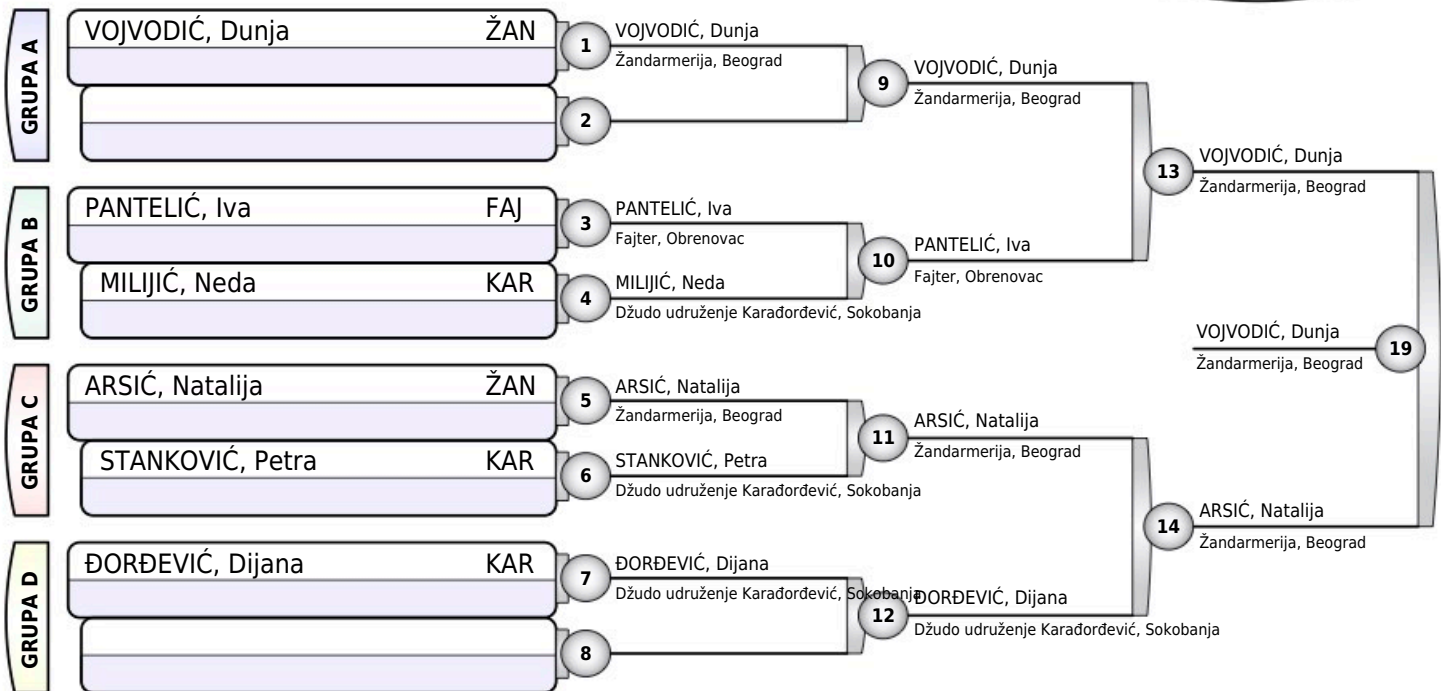 GRUPA A
VOJVODIĆ, Dunja ŽAN
1
VOJVODIĆ, Dunja
Žandarmerija, Beograd
2
9
VOJVODIĆ, Dunja
Žandarmerija, Beograd
GRUPA B
PANTELIĆ, Iva FAJ
MILIJIĆ, Neda KAR
3
PANTELIĆ, Iva
Fajter, Obrenovac
4
MILIJIĆ, Neda
Džudo udruženje Karađorđević, Sokobanja
10
PANTELIĆ, Iva
Fajter, Obrenovac
13
VOJVODIĆ, Dunja
Žandarmerija, Beograd
GRUPA C
ARSIĆ, Natalija ŽAN
STANKOVIĆ, Petra KAR
5
ARSIĆ, Natalija
Žandarmerija, Beograd
6
STANKOVIĆ, Petra
Džudo udruženje Karađorđević, Sokobanja
11
ARSIĆ, Natalija
Žandarmerija, Beograd
GRUPA D
ĐORĐEVIĆ, Dijana KAR
7
ĐORĐEVIĆ, Dijana
Džudo udruženje Karađorđević, Sokobanja
8
12
ĐORĐEVIĆ, Dijana
Džudo udruženje Karađorđević, Sokobanja
14
ARSIĆ, Natalija
Žandarmerija, Beograd
VOJVODIĆ, Dunja
Žandarmerija, Beograd
19